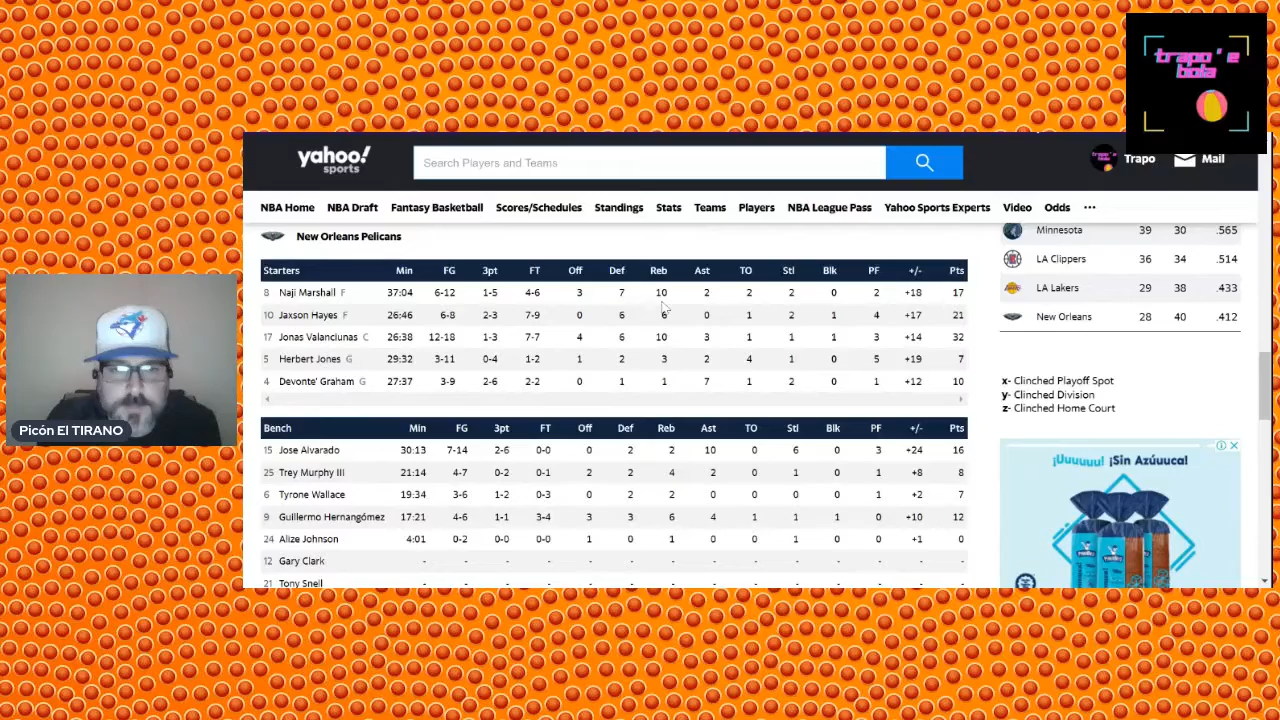 trapo'e
bola
yahoo!
sports
Search Players and Teams
trapo'e
bola
Trapo
Mail
NBA Home NBA Draft Fantasy Basketball Scores/Schedules Standings Stats Teams Players NBA League Pass Yahoo Sports Experts Video Odds ...
New Orleans Pelicans
Starters Min FG 3pt FT Off Def Reb Ast TO Stl Blk PF +/- Pts
8 Naji Marshall F 37:04 6-12 1-5 4-6 3 7 10 2 2 2 0 2 +18 17
10 Jaxson Hayes F 26:46 6-8 2-3 7-9 0 6 6 0 1 2 1 4 +17 21
17 Jonas Valanciunas C 26:38 12-18 1-3 7-7 4 6 10 3 1 1 1 3 +14 32
5 Herbert Jones G 29:32 3-11 0-4 1-2 1 2 3 2 4 1 0 5 +19 7
4 Devonte' Graham G 27:37 3-9 2-6 2-2 0 1 1 7 1 2 0 1 +12 10
Bench Min FG 3pt FT Off Def Reb Ast TO Stl Blk PF +/- Pts
15 Jose Alvarado 30:13 7-14 2-6 0-0 0 2 2 10 0 6 0 3 +24 16
25 Trey Murphy III 21:14 4-7 0-2 0-1 2 2 4 2 0 1 0 1 +8 8
6 Tyrone Wallace 19:34 3-6 1-2 0-3 0 2 2 0 0 0 0 1 +2 7
9 Guillermo Hernangómez 17:21 4-6 1-1 3-4 3 3 6 4 1 1 1 0 +10 12
24 Alize Johnson 4:01 0-2 0-0 0-0 1 0 1 0 0 1 0 0 +1 0
12 Gary Clark - - - - - - - - - - - - - -
21 Tony Snell - - - - - - - - - - - - - -
Minnesota 39 30 .565
LA Clippers 36 34 .514
LA Lakers 29 38 .433
New Orleans 28 40 .412
x- Clinched Playoff Spot
y- Clinched Division
z- Clinched Home Court
¡Uuuuuu! ¡Sin Azúuuca!
Picón El TIRANO